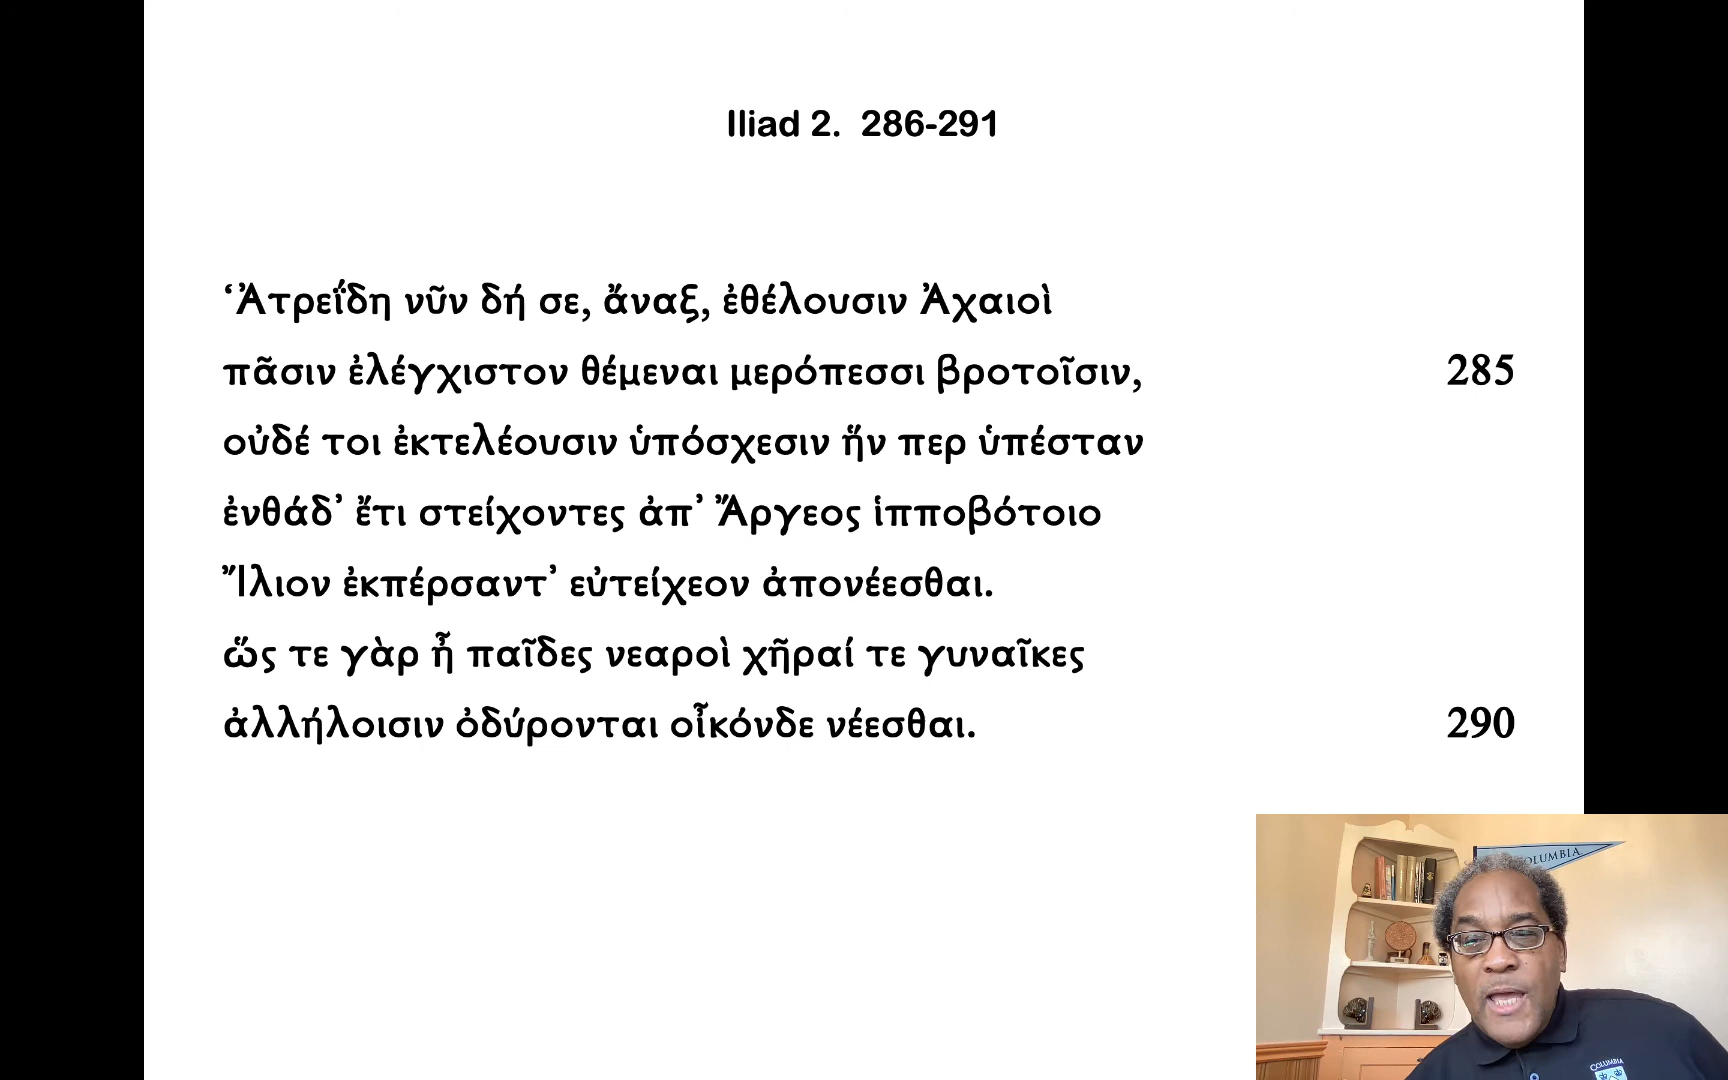 Iliad 2. 286-291
‘Ἀτρεΐδη νῦν δή σε, ἄναξ, ἐθέλουσιν Ἀχαιοὶ
πᾶσιν ἐλέγχιστον θέμεναι μερόπεσσι βροτοῖσιν, 285
οὐδέ τοι ἐκτελέουσιν ὑπόσχεσιν ἥν περ ὑπέσταν
ἐνθάδ’ ἔτι στείχοντες ἀπ’ Ἄργεος ἱπποβότοιο
Ἴλιον ἐκπέρσαντ’ εὐτείχεον ἀπονέεσθαι.
ὥς τε γὰρ ἦ παῖδες νεαροὶ χῆραί τε γυναῖκες
ἀλλήλοισιν ὀδύρονται οἶκόνδε νέεσθαι. 290
COLUMBIA
COLUMBIA